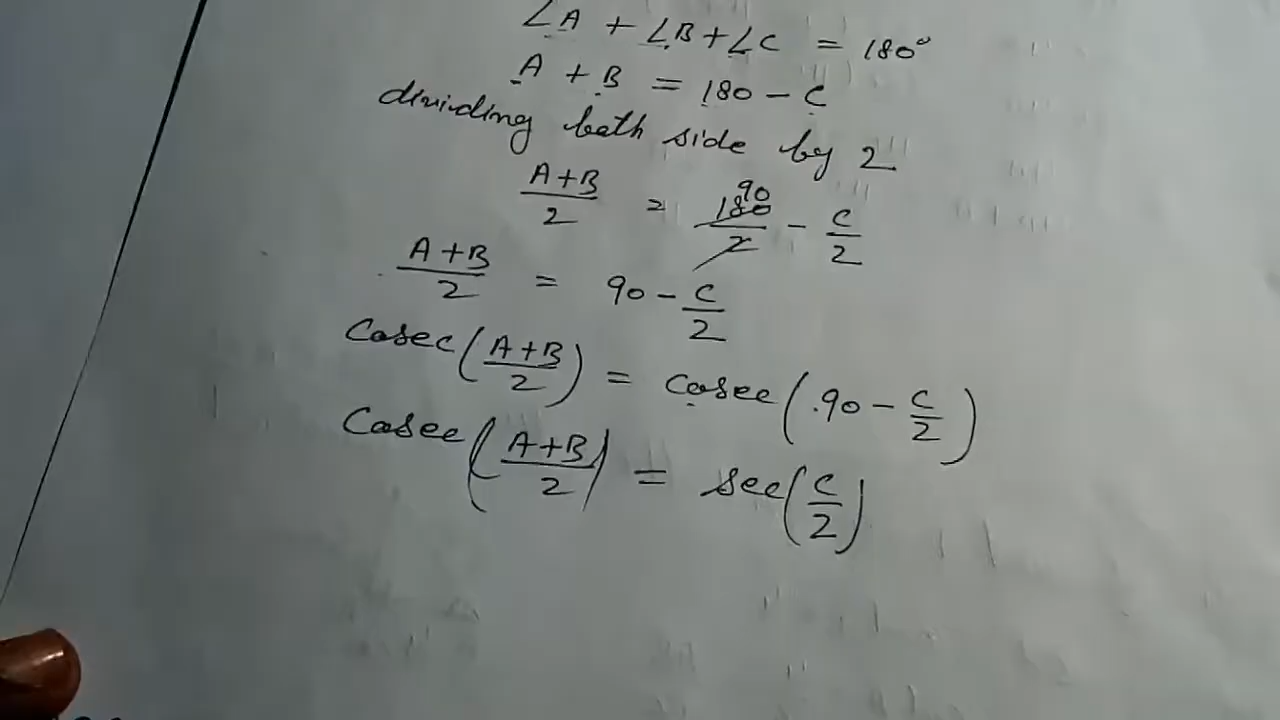 ∠A + ∠B + ∠C = 180°
A + B = 180 - C
dividing both side by 2
(A+B)/2 = 180/2 90 - C/2
(A+B)/2 = 90 - C/2
Cosec((A+B)/2) = cosec(90 - C/2)
Cosec((A+B)/2) = sec(C/2)